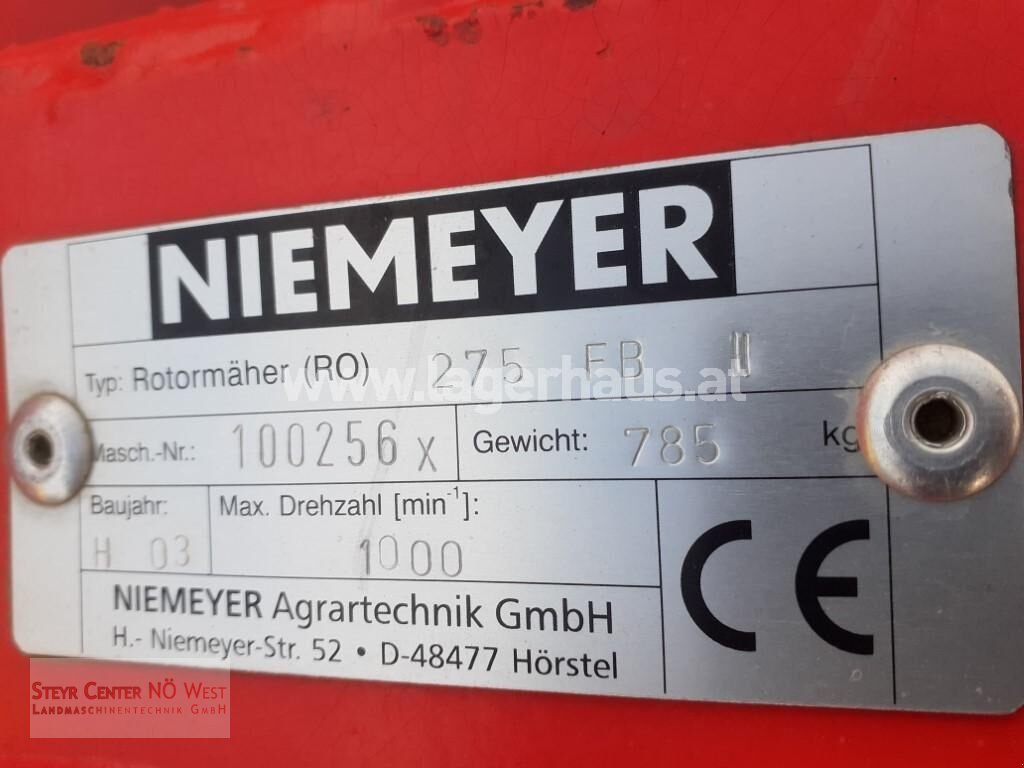 NIEMEYER
Typ: Rotormäher (RO) 275 FB II
www.lagerhaus.at
Masch.-Nr.: 100256 x Gewicht: 785 kg
Baujahr: H 03 Max. Drehzahl [min⁻¹]: 1000
CE
NIEMEYER Agrartechnik GmbH
H.- Niemeyer-Str. 52 • D-48477 Hörstel
STEYR CENTER NÖ WEST
LANDMASCHINENTECHNIK GMBH